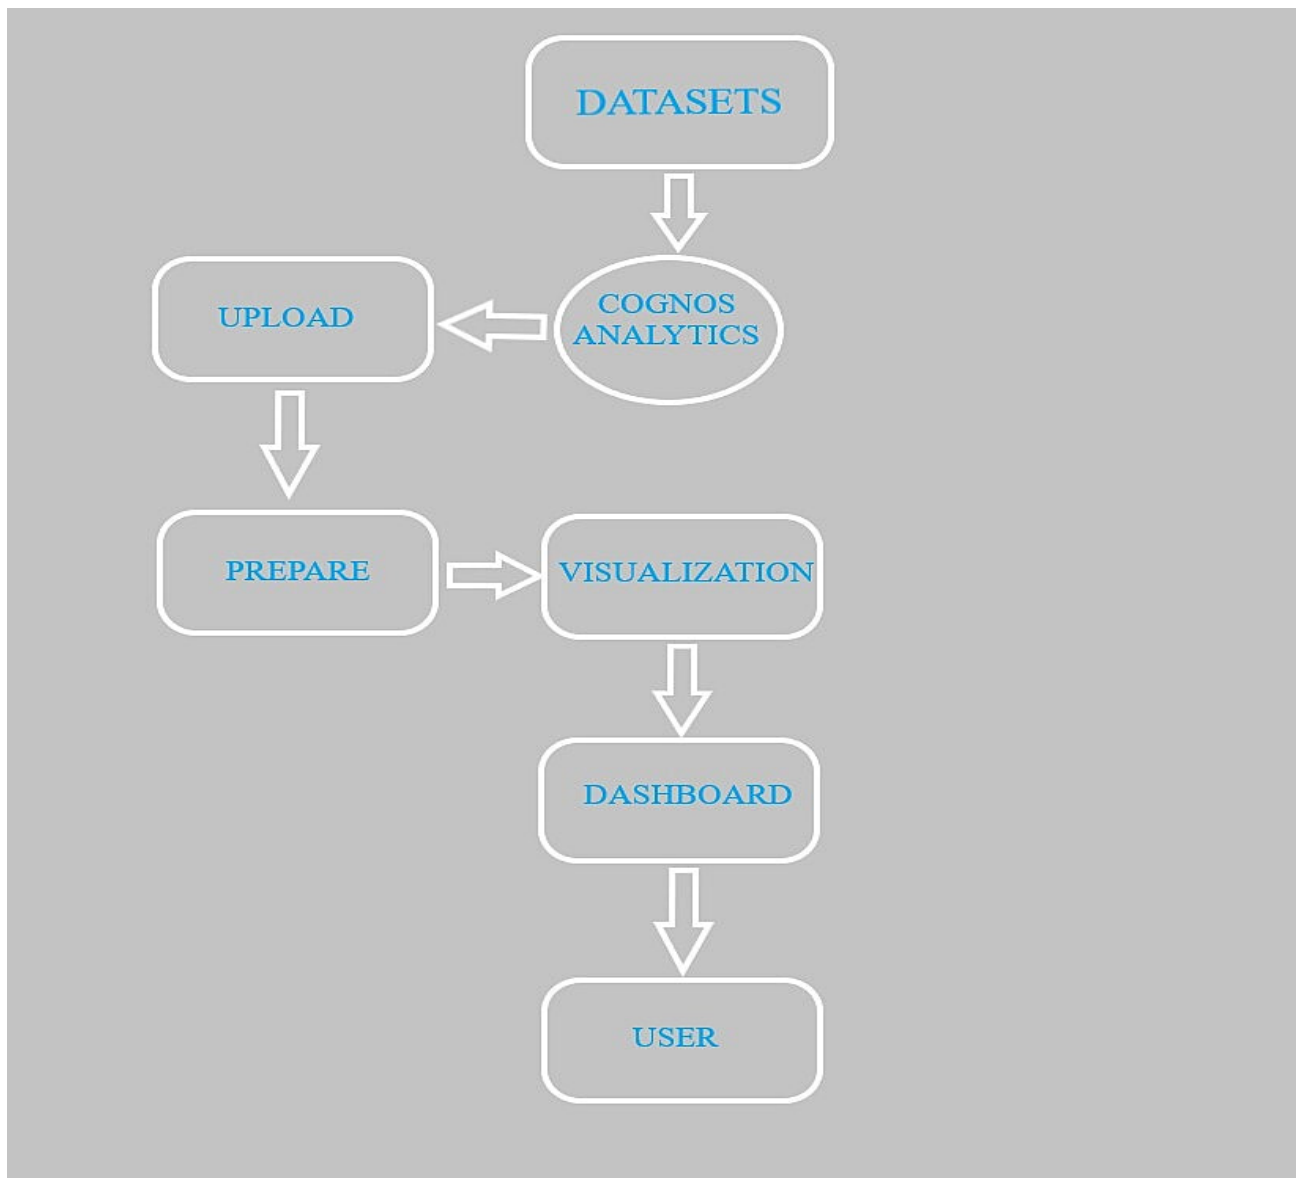 DATASETS
COGNOS
ANALYTICS
UPLOAD
PREPARE
VISUALIZATION
DASHBOARD
USER